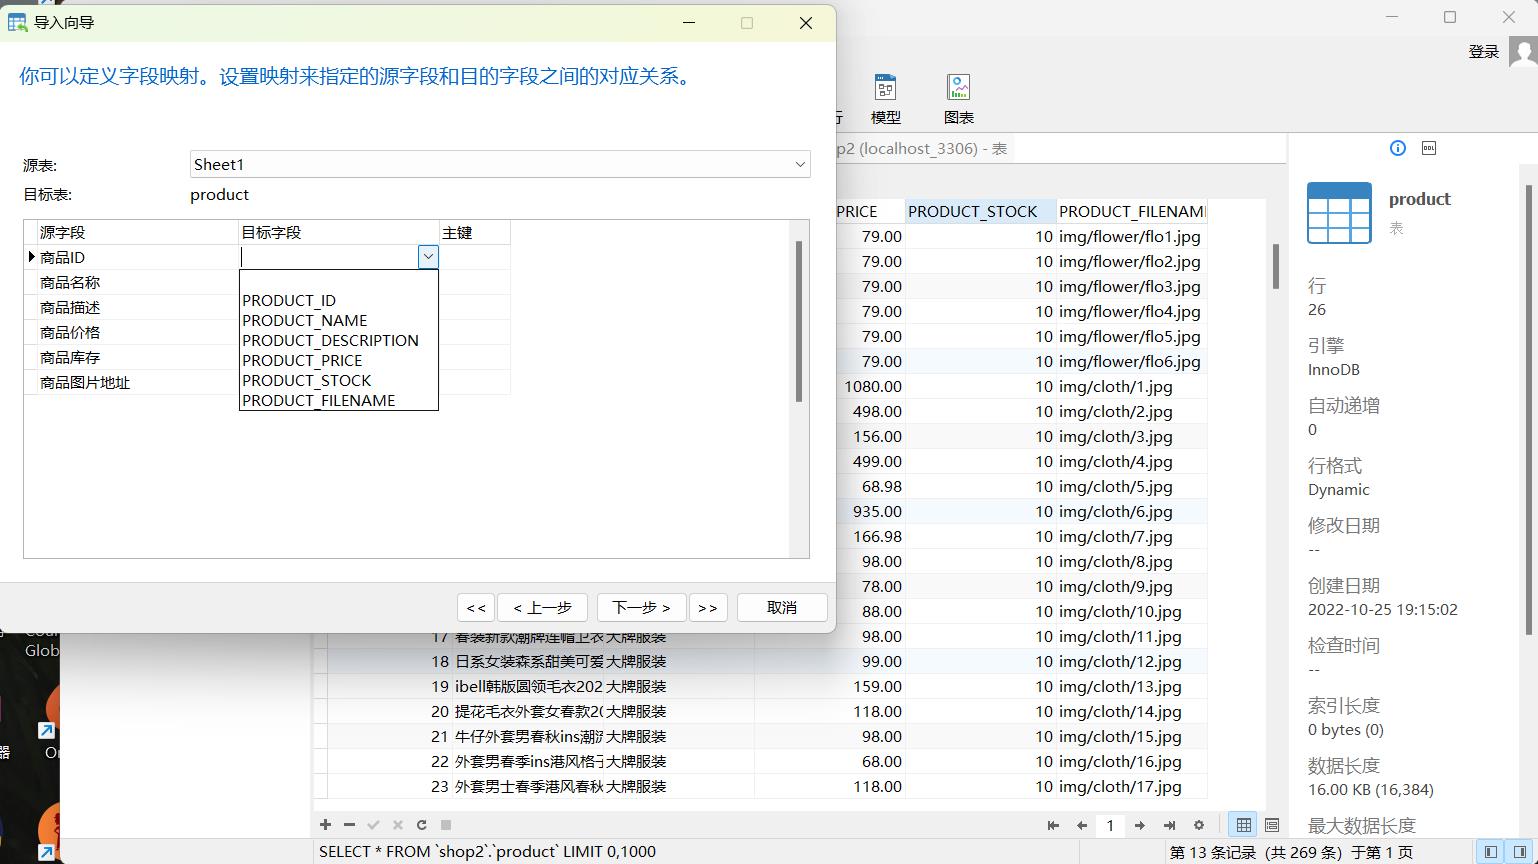 导入向导
你可以定义字段映射。设置映射来指定的源字段和目的字段之间的对应关系。
源表:
Sheet1
目标表:
product
源字段 目标字段 主键
商品ID
商品名称
商品描述
商品价格
商品库存
商品图片地址
PRODUCT_ID
PRODUCT_NAME
PRODUCT_DESCRIPTION
PRODUCT_PRICE
PRODUCT_STOCK
PRODUCT_FILENAME
<<
< 上一步
下一步 >
>>
取消
登录
模型
图表
p2 (localhost_3306) - 表
PRICE PRODUCT_STOCK PRODUCT_FILENAM
79.00 10 img/flower/flo1.jpg
79.00 10 img/flower/flo2.jpg
79.00 10 img/flower/flo3.jpg
79.00 10 img/flower/flo4.jpg
79.00 10 img/flower/flo5.jpg
79.00 10 img/flower/flo6.jpg
1080.00 10 img/cloth/1.jpg
498.00 10 img/cloth/2.jpg
156.00 10 img/cloth/3.jpg
499.00 10 img/cloth/4.jpg
68.98 10 img/cloth/5.jpg
935.00 10 img/cloth/6.jpg
166.98 10 img/cloth/7.jpg
98.00 10 img/cloth/8.jpg
78.00 10 img/cloth/9.jpg
88.00 10 img/cloth/10.jpg
17 春装新款潮牌连帽卫衣 大牌服装 98.00 10 img/cloth/11.jpg
18 日系女装森系甜美可爱 大牌服装 99.00 10 img/cloth/12.jpg
19 ibell韩版圆领毛衣202 大牌服装 159.00 10 img/cloth/13.jpg
20 提花毛衣外套女春款20 大牌服装 118.00 10 img/cloth/14.jpg
21 牛仔外套男春秋ins潮 大牌服装 98.00 10 img/cloth/15.jpg
22 外套男春季ins港风格 大牌服装 68.00 10 img/cloth/16.jpg
23 外套男士春季港风春秋 大牌服装 118.00 10 img/cloth/17.jpg
1
SELECT * FROM `shop2`.`product` LIMIT 0,1000
第 13 条记录 (共 269 条) 于第 1 页
DDL
product
表
行
26
引擎
InnoDB
自动递增
0
行格式
Dynamic
修改日期
--
创建日期
2022-10-25 19:15:02
检查时间
--
索引长度
0 bytes (0)
数据长度
16.00 KB (16,384)
最大数据长度
Glob
器